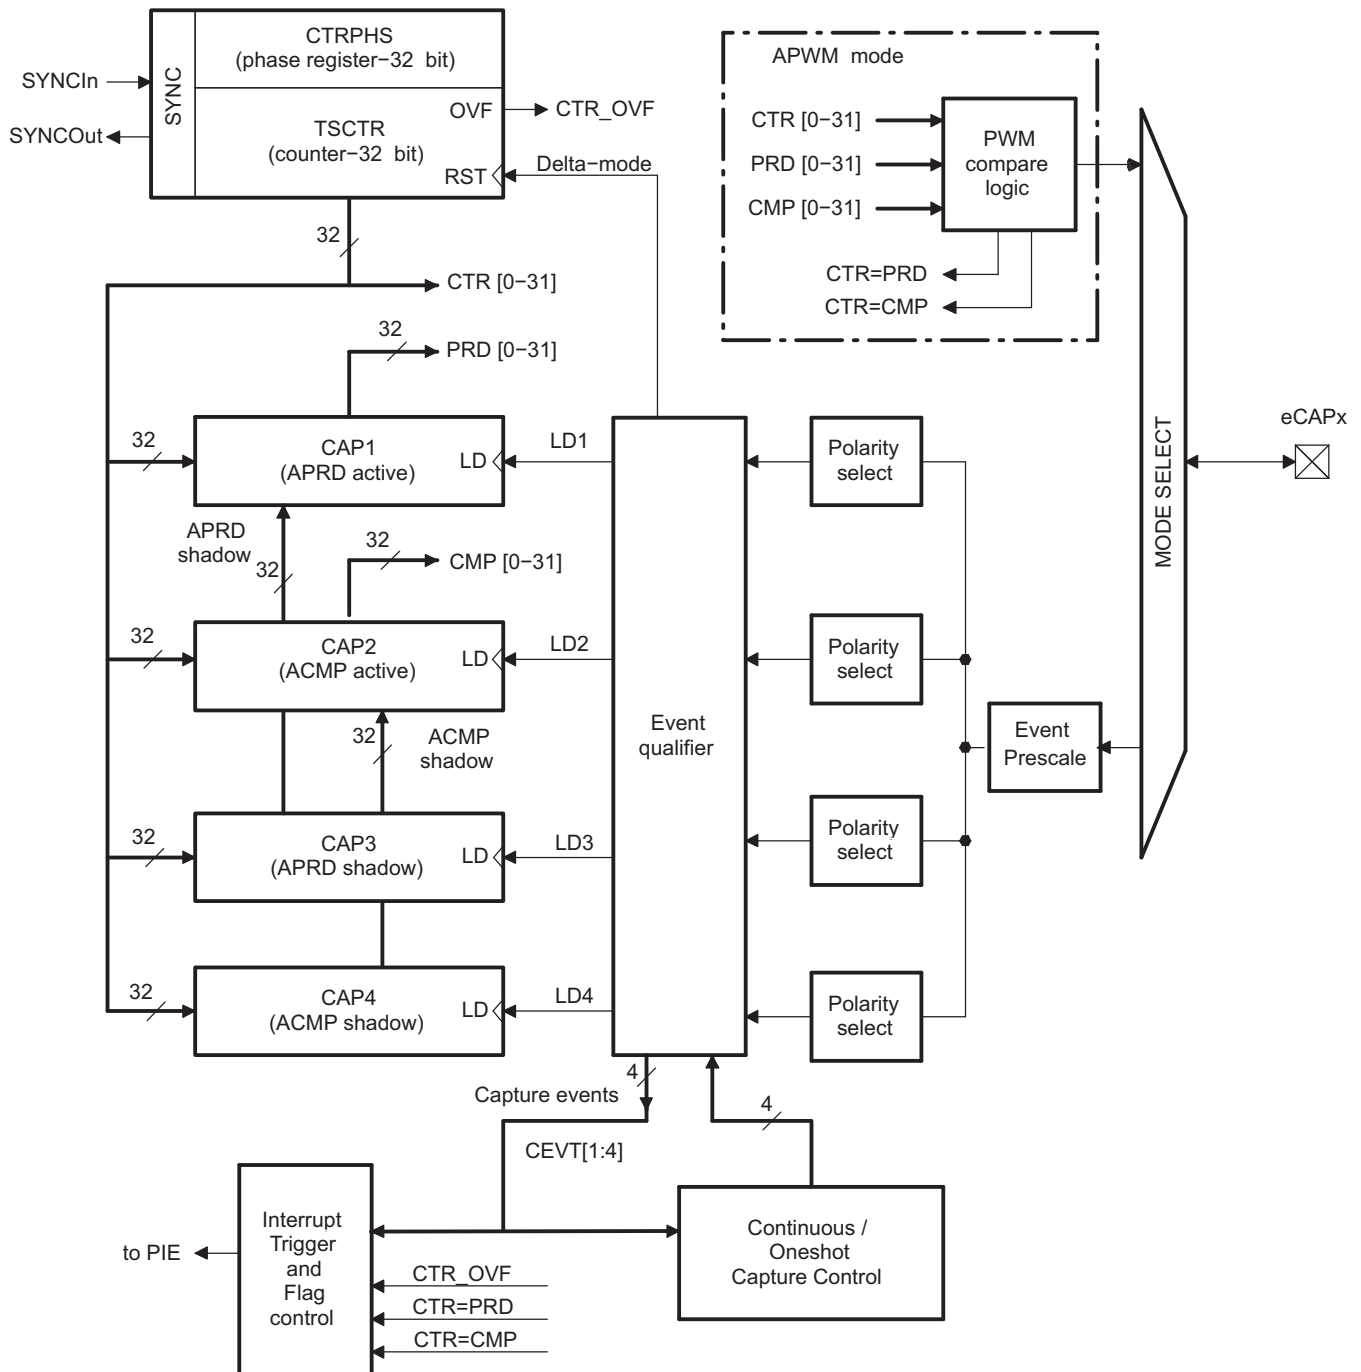 CTRPHS
(phase register−32 bit)
SYNC
SYNCIn
SYNCOut
OVF
CTR_OVF
TSCTR
(counter−32 bit)
RST
Delta−mode
32
CTR [0−31]
32
PRD [0−31]
APWM mode
CTR [0−31]
PRD [0−31]
CMP [0−31]
PWM
compare
logic
CTR=PRD
CTR=CMP
MODE SELECT
eCAPx
32
CAP1
(APRD active)
LD
LD1
Polarity
select
APRD
shadow
32
32
CMP [0−31]
32
CAP2
(ACMP active)
LD
LD2
Polarity
select
32
ACMP
shadow
Event
qualifier
Event
Prescale
32
CAP3
(APRD shadow)
LD
LD3
Polarity
select
32
CAP4
(ACMP shadow)
LD
LD4
Polarity
select
4
Capture events
CEVT[1:4]
4
to PIE
Interrupt
Trigger
and
Flag
control
CTR_OVF
CTR=PRD
CTR=CMP
Continuous /
Oneshot
Capture Control